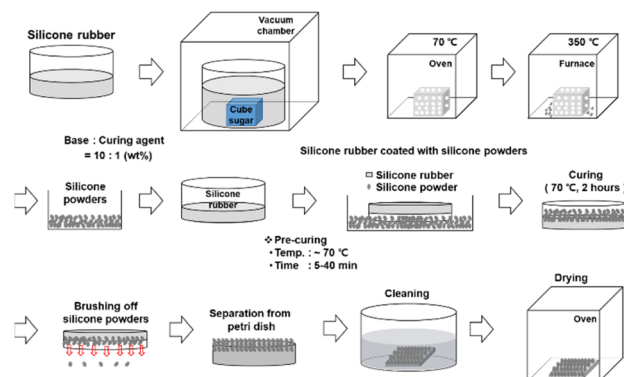 Silicone rubber
Vacuum
chamber
Cube
sugar
70 ℃
Oven
350 ℃
Furnace
Base : Curing agent
= 10 : 1 (wt%)
Silicone rubber coated with silicone powders
Silicone
powders
Silicone
rubber
Silicone rubber
Silicone powder
Curing
( 70 ℃, 2 hours )
❖ Pre-curing
• Temp. : ~ 70 ℃
• Time : 5-40 min
Brushing off
silicone powders
Separation from
petri dish
Cleaning
Drying
Oven